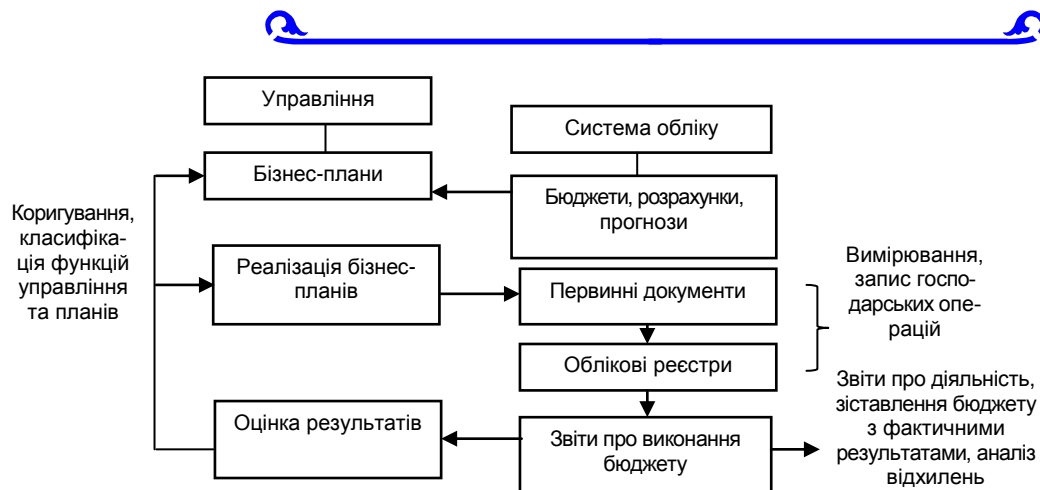 Управління
Система обліку
Бізнес-плани
Бюджети, розрахунки,
прогнози
Коригування,
класифіка-
ція функцій
управління
та планів
Реалізація бізнес-
планів
Первинні документи
Вимірювання,
запис госпо-
дарських опе-
рацій
Облікові реєстри
Оцінка результатів
Звіти про виконання
бюджету
Звіти про діяльність,
зіставлення бюджету
з фактичними
результатами, аналіз
відхилень